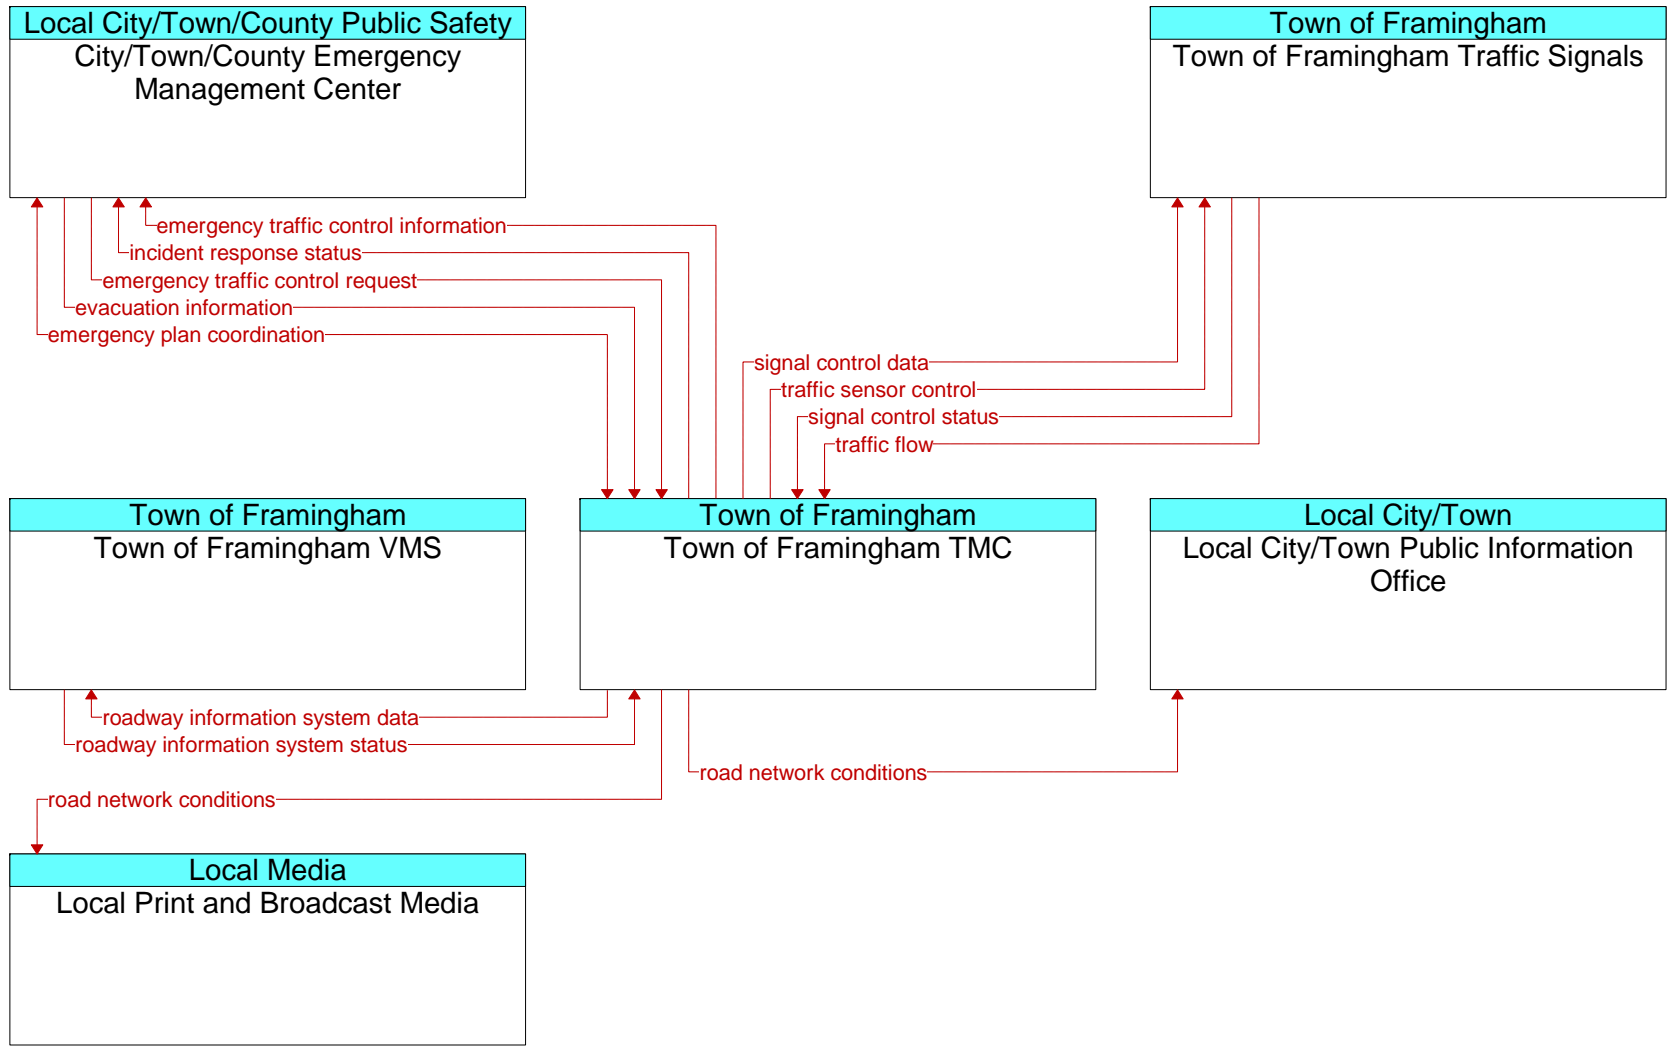 Local City/Town/County Public Safety
City/Town/County Emergency
Management Center
Town of Framingham
Town of Framingham Traffic Signals
emergency traffic control information
incident response status
emergency traffic control request
evacuation information
emergency plan coordination
signal control data
traffic sensor control
signal control status
traffic flow
Town of Framingham
Town of Framingham VMS
Town of Framingham
Town of Framingham TMC
Local City/Town
Local City/Town Public Information
Office
roadway information system data
roadway information system status
road network conditions
road network conditions
Local Media
Local Print and Broadcast Media